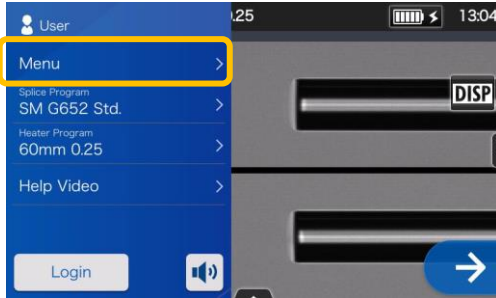 User
.25
13:04
Menu
Splice Program
SM G652 Std.
DISP
Heater Program
60mm 0.25
Help Video
Login